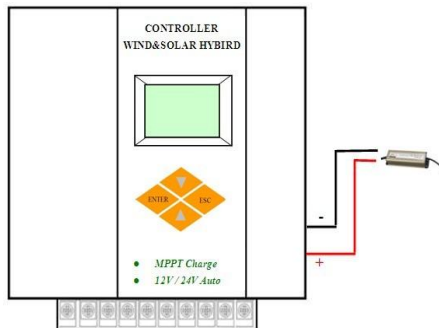 CONTROLLER
WIND&SOLAR HYBIRD
ENTER
ESC
-
+
MPPT Charge
12V / 24V Auto